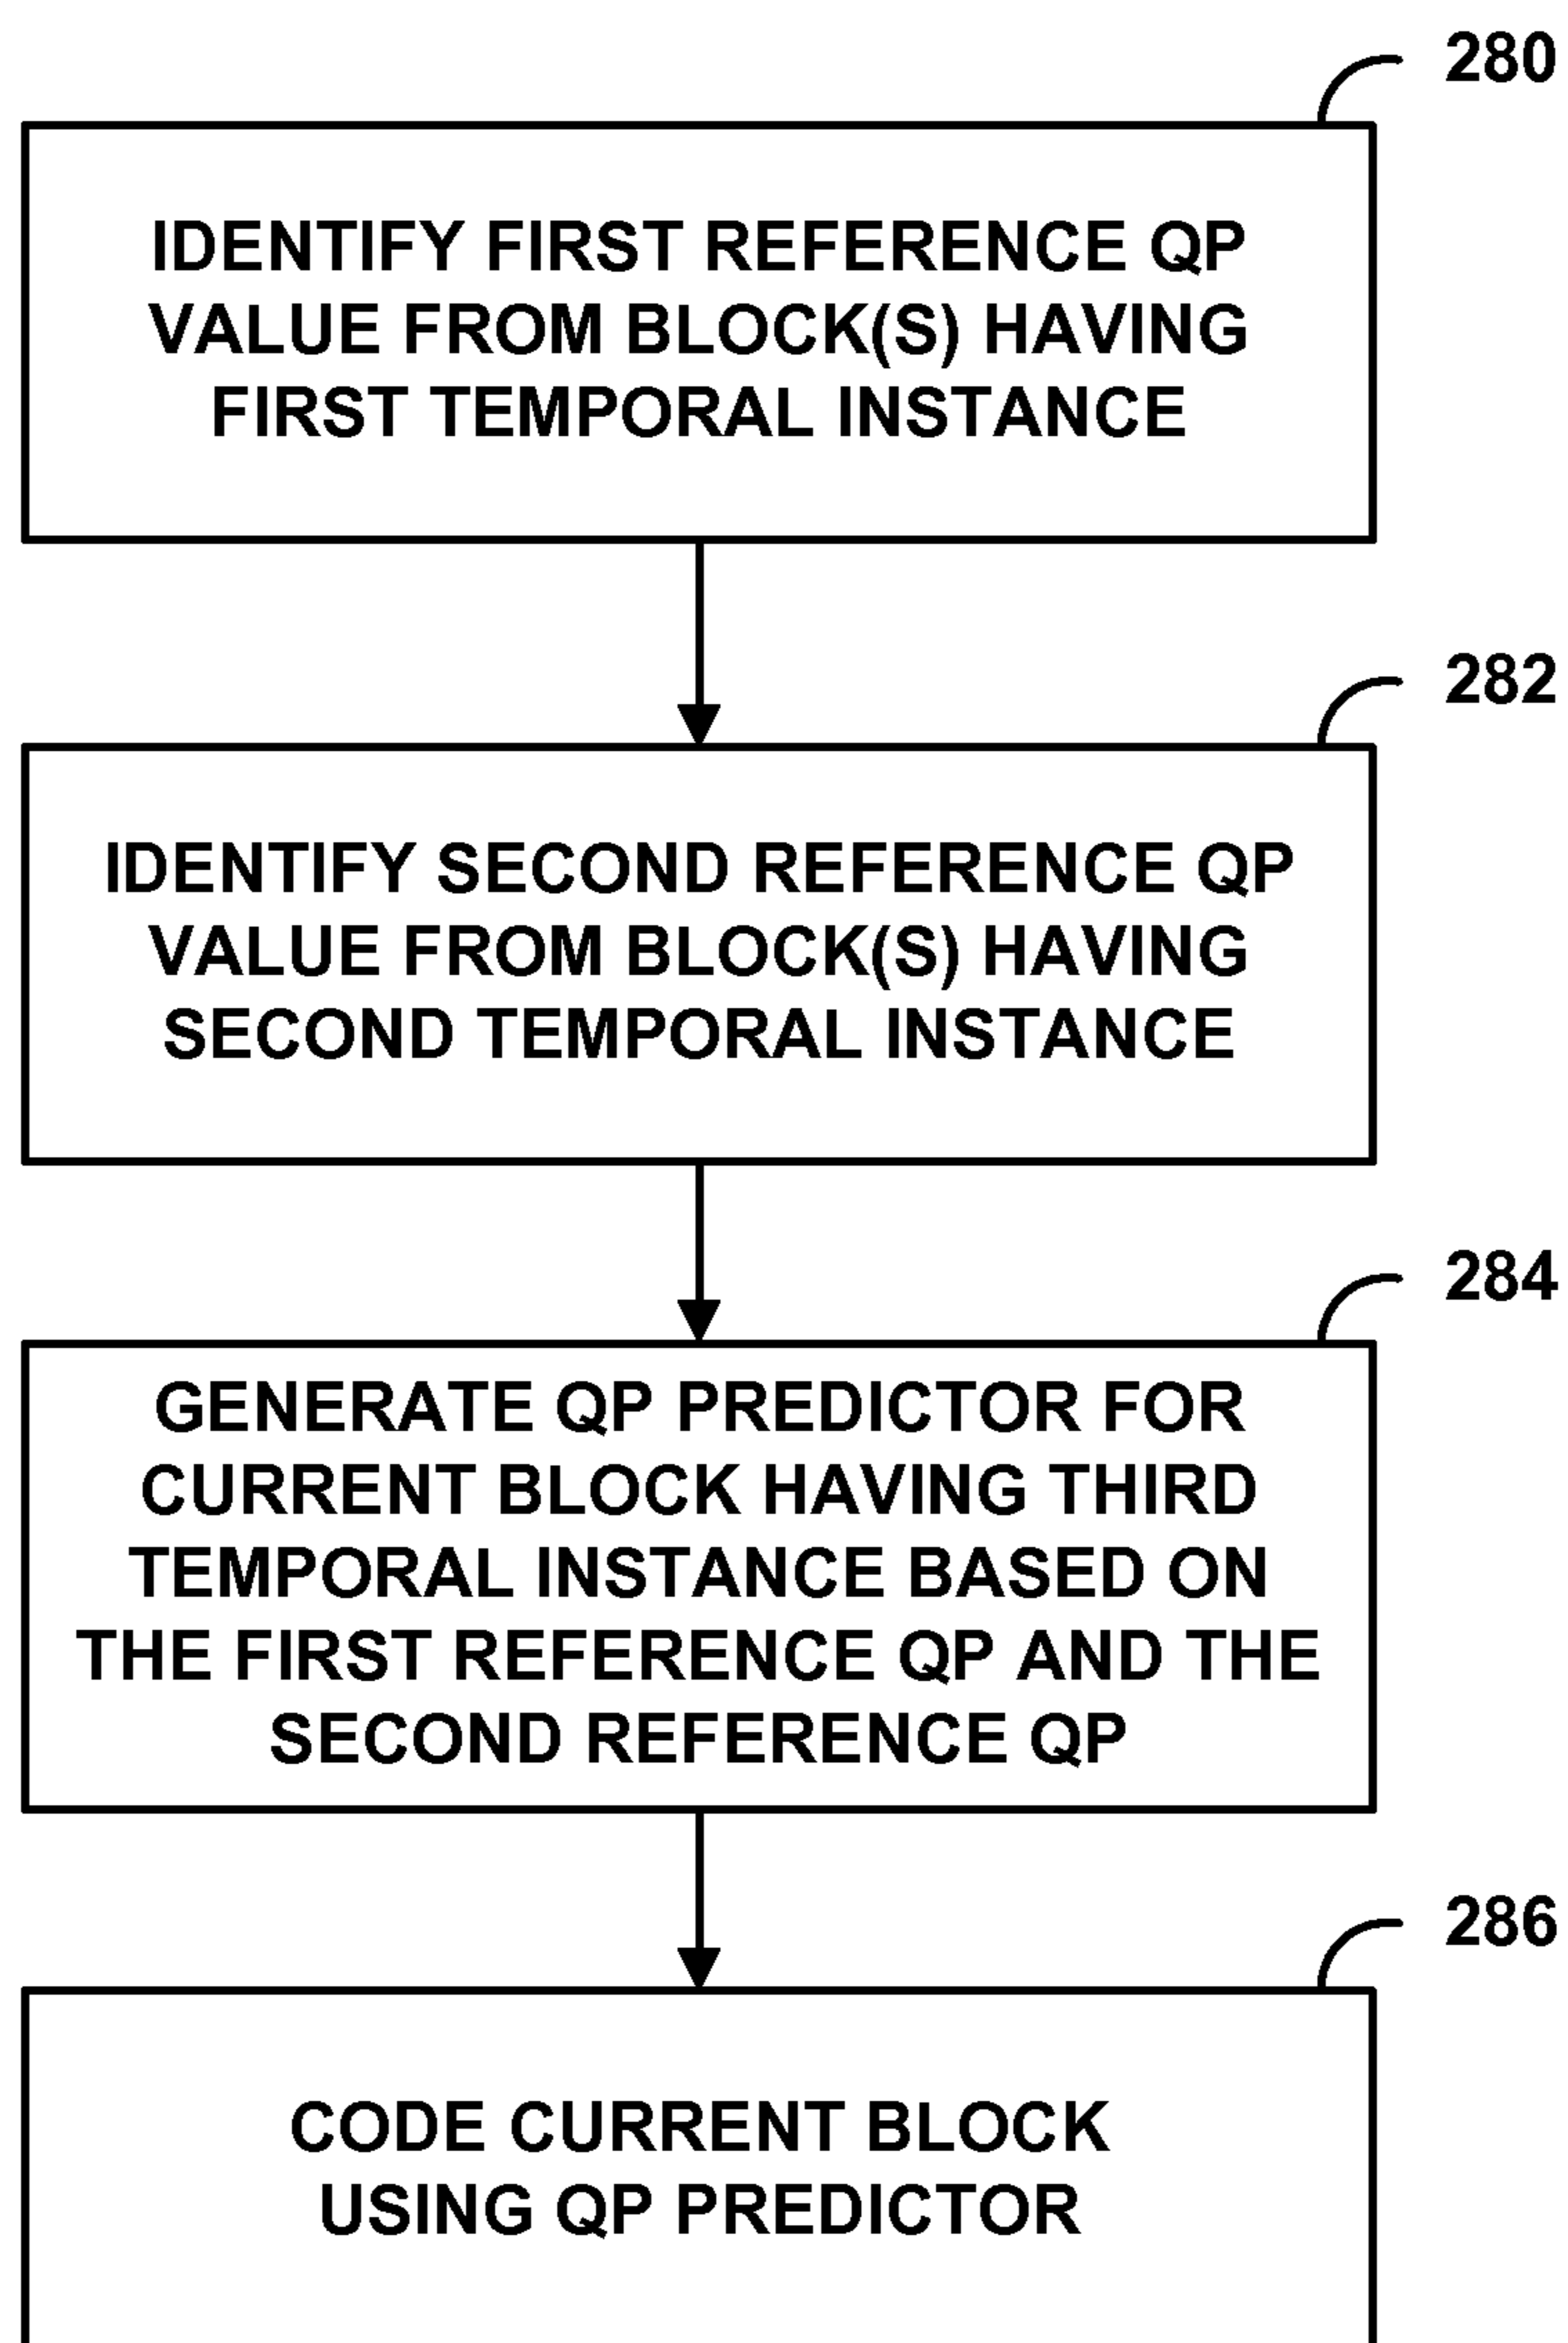 280
IDENTIFY FIRST REFERENCE QP
VALUE FROM BLOCK(S) HAVING
FIRST TEMPORAL INSTANCE
282
IDENTIFY SECOND REFERENCE QP
VALUE FROM BLOCK(S) HAVING
SECOND TEMPORAL INSTANCE
284
GENERATE QP PREDICTOR FOR
CURRENT BLOCK HAVING THIRD
TEMPORAL INSTANCE BASED ON
THE FIRST REFERENCE QP AND THE
SECOND REFERENCE QP
286
CODE CURRENT BLOCK
USING QP PREDICTOR